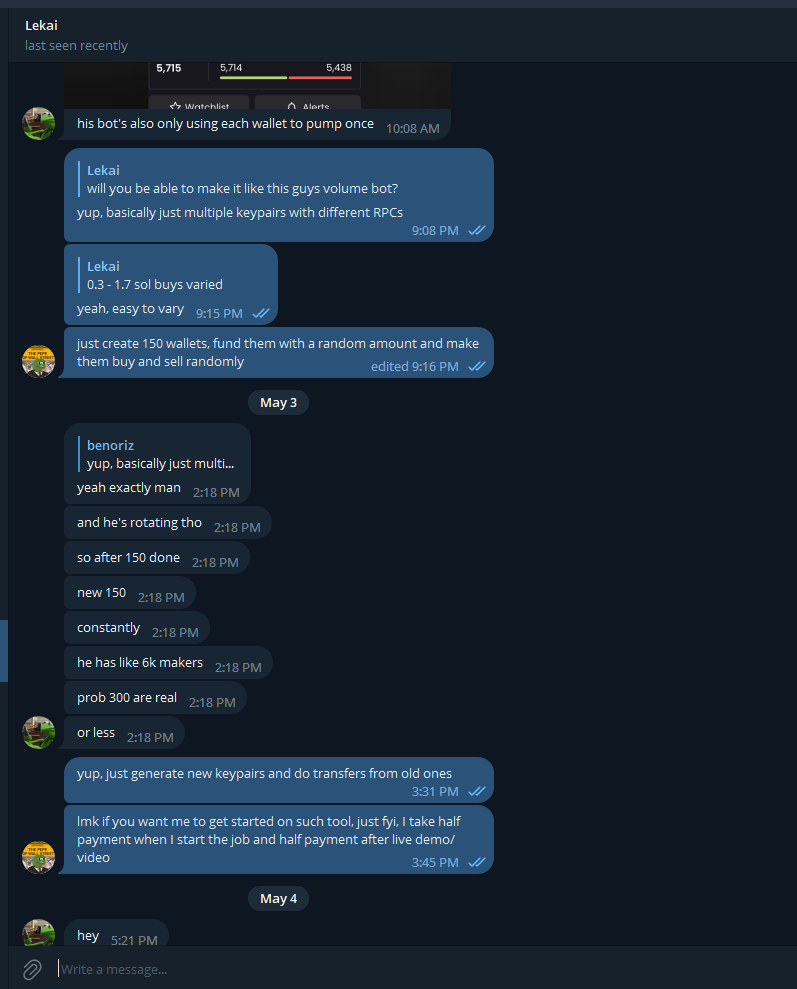 Lekai
last seen recently
5,715
5,714
5,438
Watchlist
Alerts
his bot's also only using each wallet to pump once
10:08 AM
Lekai
will you be able to make it like this guys volume bot?
yup, basically just multiple keypairs with different RPCs
9:08 PM
Lekai
0.3 - 1.7 sol buys varied
yeah, easy to vary
9:15 PM
just create 150 wallets, fund them with a random amount and make
them buy and sell randomly
edited 9:16 PM
May 3
benoriz
yup, basically just multi...
yeah exactly man
2:18 PM
and he's rotating tho
2:18 PM
so after 150 done
2:18 PM
new 150
2:18 PM
constantly
2:18 PM
he has like 6k makers
2:18 PM
prob 300 are real
2:18 PM
or less
2:18 PM
yup, just generate new keypairs and do transfers from old ones
3:31 PM
lmk if you want me to get started on such tool, just fyi, I take half
payment when I start the job and half payment after live demo/
video
3:45 PM
May 4
hey
5:21 PM
Write a message...